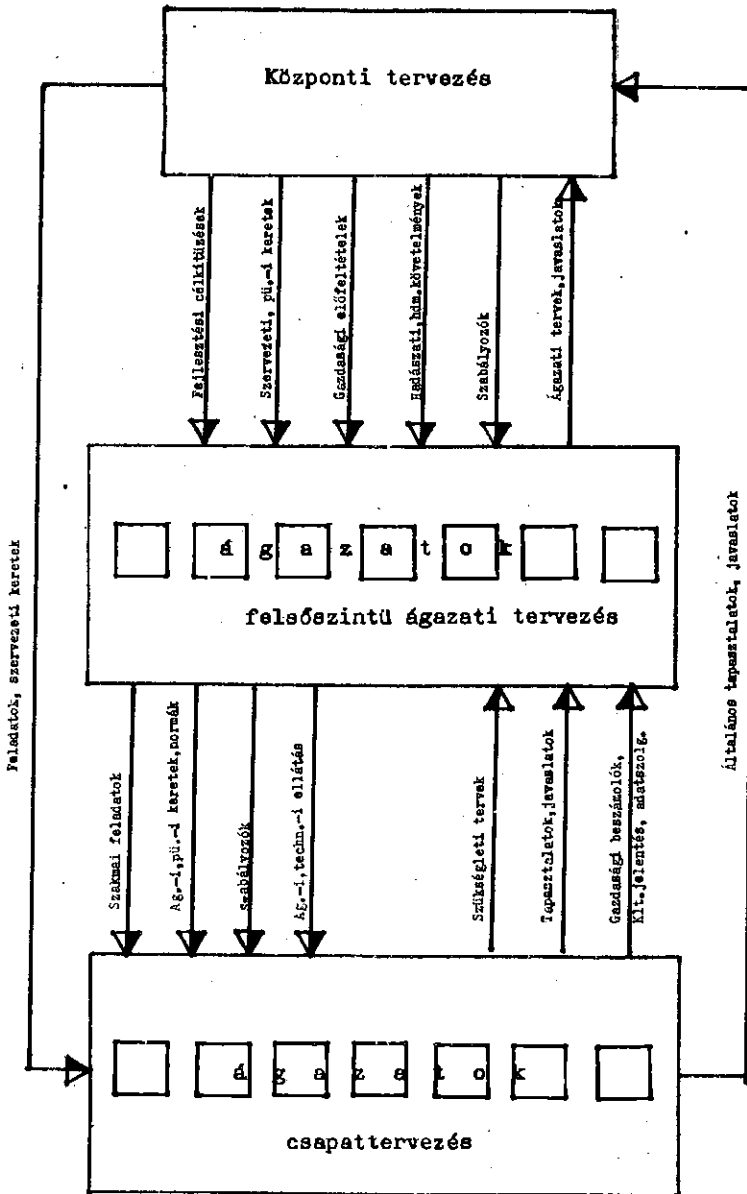 Központi tervezés
Fejlesztési célkitűzések
Szervezeti, pü.-i keretek
Gazdasági előfeltételek
Hadászati,hdm.követelmények
Szabályozók
Ágazati tervek,javaslatok
á g a z a t o k
felsőszintű ágazati tervezés
Feladatok, szervezeti keretek
Általános tapasztalatok, javaslatok
Szakmai feladatok
Ag.-i,pü.-i keretek,normák
Szabályozók
Ag.-i,techn.-i ellátás
Szükségleti tervek
Tapasztalatok,javaslatok
Gazdasági beszámolók,
Klt.jelentés, adatszolg.
á g a z a t o k
csapattervezés